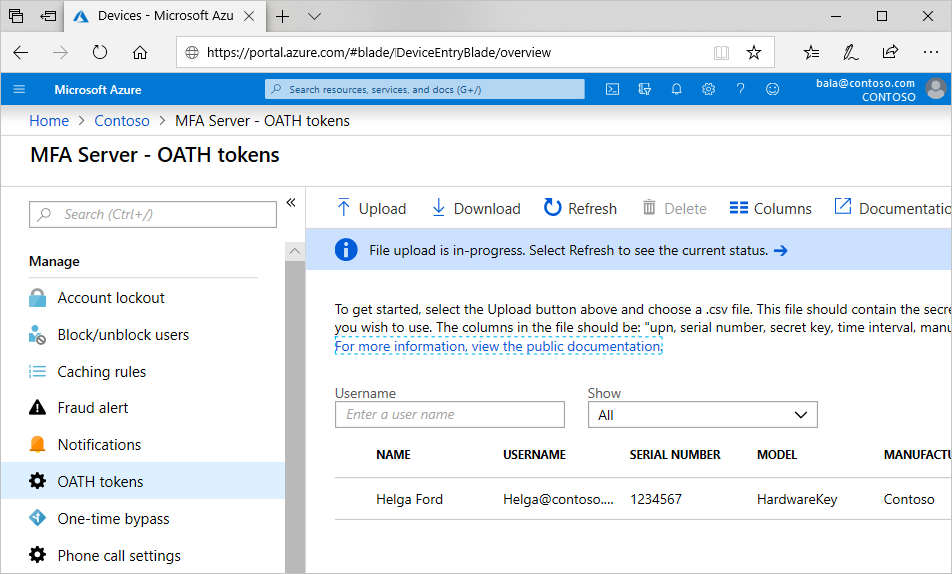 Devices - Microsoft Azu
https://portal.azure.com/#blade/DeviceEntryBlade/overview
Microsoft Azure
Search resources, services, and docs (G+/)
bala@contoso.com
CONTOSO
Home > Contoso > MFA Server - OATH tokens
MFA Server - OATH tokens
Search (Ctrl+/)
Manage
Account lockout
Block/unblock users
Caching rules
Fraud alert
Notifications
OATH tokens
One-time bypass
Phone call settings
Upload Download Refresh Delete Columns Documentatio
File upload is in-progress. Select Refresh to see the current status.
To get started, select the Upload button above and choose a .csv file. This file should contain the secre
you wish to use. The columns in the file should be: "upn, serial number, secret key, time interval, manu
For more information, view the public documentation.
Username Show
Enter a user name All
NAME USERNAME SERIAL NUMBER MODEL MANUFACTU
Helga Ford Helga@contoso.... 1234567 HardwareKey Contoso